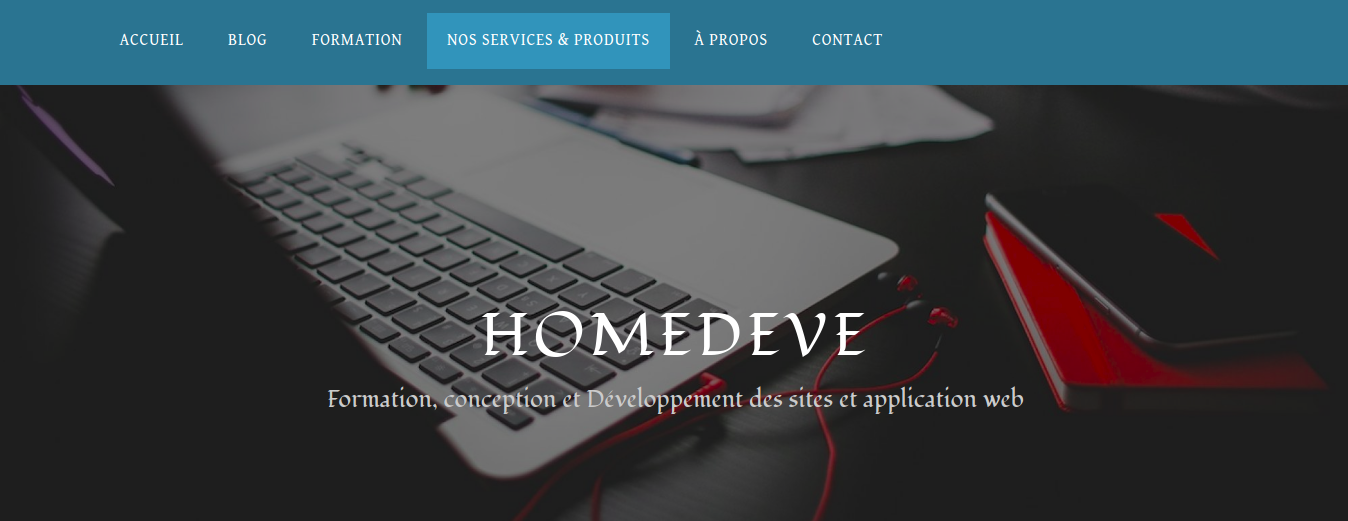 ACCUEIL BLOG FORMATION NOS SERVICES & PRODUITS À PROPOS CONTACT
HOMEDEVE
Formation, conception et Développement des sites et application web